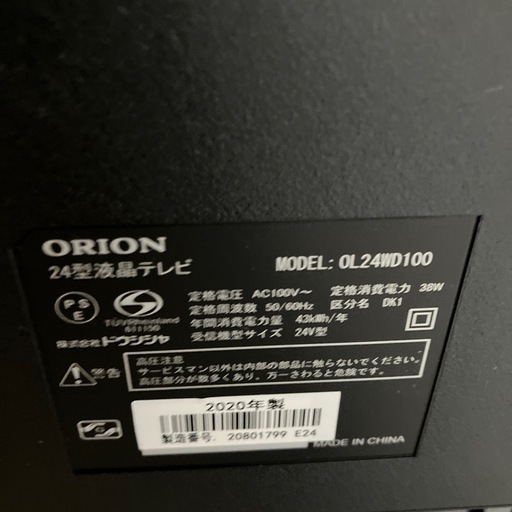 ORION
24型液晶テレビ
MODEL: OL24WD100
PS
E
TÜVRheinland
611150
定格電圧 AC100V～ 定格消費電力 38W
定格周波数 50/60Hz 区分名 DK1
年間消費電力量 43kWh/年
受信機型サイズ 24V型
株式会社ドウシシャ
警告
高圧注意
サービスマン以外は内部の部品に触らないでください。
高圧部分が数多くあり、万一さわると危険です。
2020年製
製造番号. 20801799 E24
MADE IN CHINA